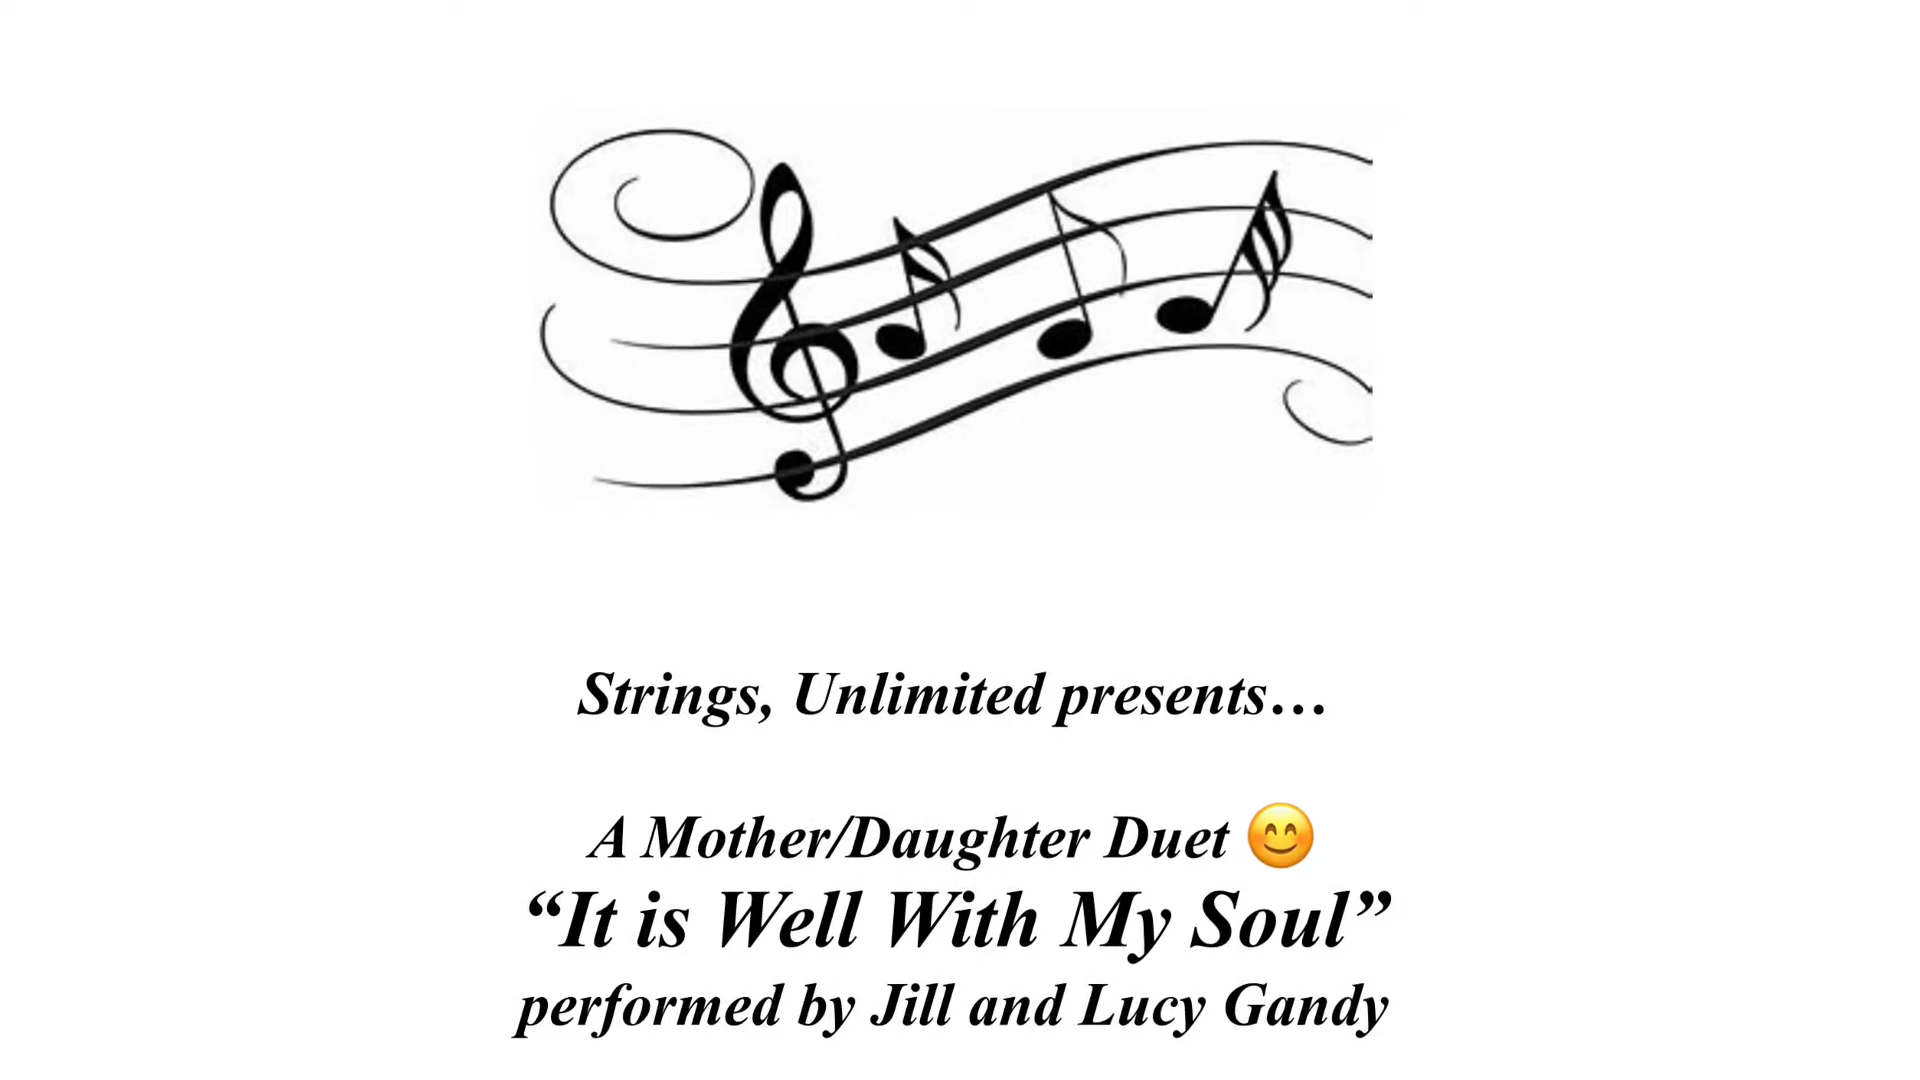 Strings, Unlimited presents…
A Mother/Daughter Duet 😊
“It is Well With My Soul”
performed by Jill and Lucy Gandy